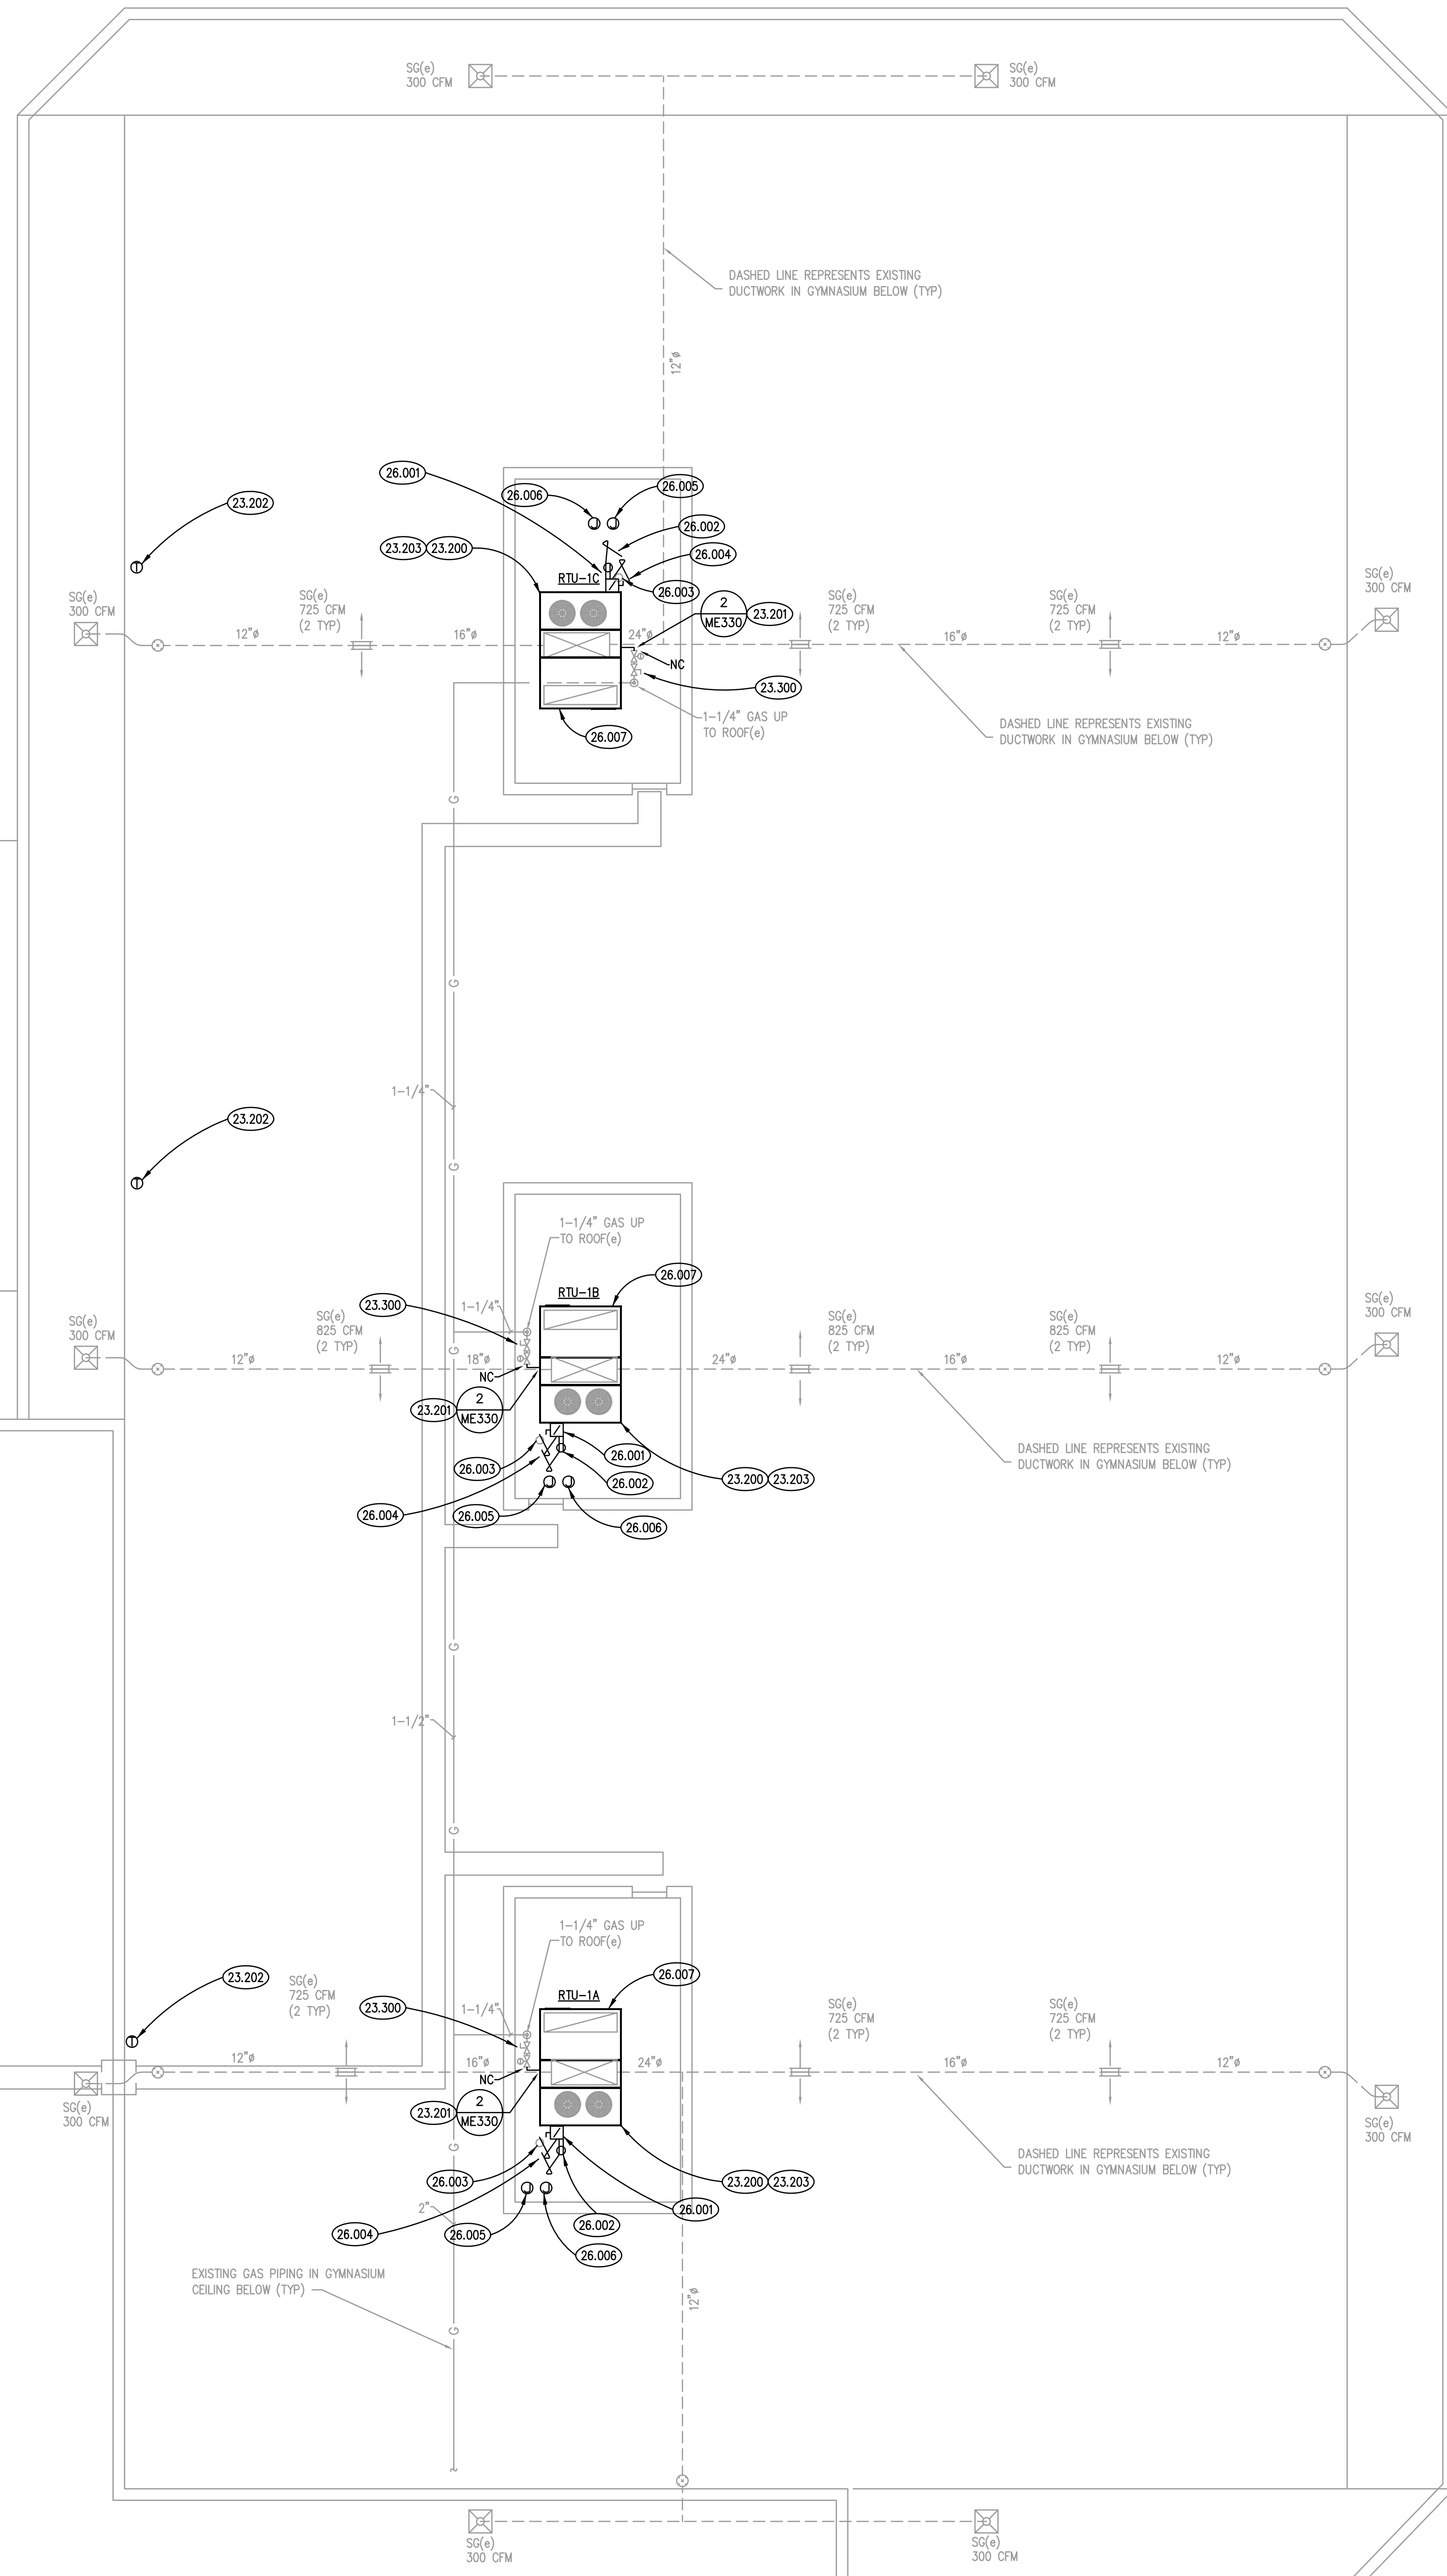 SG(e)
300 CFM
SG(e)
300 CFM
DASHED LINE REPRESENTS EXISTING
DUCTWORK IN GYMNASIUM BELOW (TYP)
12"ø
26.001
26.006
26.005
23.202
26.002
23.203
23.200
26.004
RTU-1C
26.003
SG(e)
300 CFM
SG(e)
725 CFM
(2 TYP)
2
ME330
23.201
SG(e)
725 CFM
(2 TYP)
SG(e)
725 CFM
(2 TYP)
SG(e)
300 CFM
12"ø
16"ø
24"ø
16"ø
12"ø
NC
23.300
1-1/4" GAS UP
TO ROOF(e)
26.007
DASHED LINE REPRESENTS EXISTING
DUCTWORK IN GYMNASIUM BELOW (TYP)
G
G
1-1/4"
23.202
G
1-1/4" GAS UP
TO ROOF(e)
26.007
RTU-1B
23.300
1-1/4"
SG(e)
300 CFM
SG(e)
825 CFM
(2 TYP)
SG(e)
825 CFM
(2 TYP)
SG(e)
825 CFM
(2 TYP)
SG(e)
300 CFM
G
12"ø
18"ø
24"ø
16"ø
12"ø
NC
23.201
2
ME330
26.001
26.003
26.002
23.200
23.203
DASHED LINE REPRESENTS EXISTING
DUCTWORK IN GYMNASIUM BELOW (TYP)
26.004
26.005
26.006
G
1-1/2"
G
1-1/4" GAS UP
TO ROOF(e)
23.202
SG(e)
725 CFM
(2 TYP)
26.007
RTU-1A
23.300
1-1/4"
SG(e)
725 CFM
(2 TYP)
SG(e)
725 CFM
(2 TYP)
12"ø
16"ø
24"ø
16"ø
12"ø
NC
SG(e)
300 CFM
23.201
2
ME330
SG(e)
300 CFM
G
26.003
23.200
23.203
DASHED LINE REPRESENTS EXISTING
DUCTWORK IN GYMNASIUM BELOW (TYP)
2"
26.001
26.004
26.005
26.002
26.006
EXISTING GAS PIPING IN GYMNASIUM
CEILING BELOW (TYP)
12"ø
G
SG(e)
300 CFM
SG(e)
300 CFM